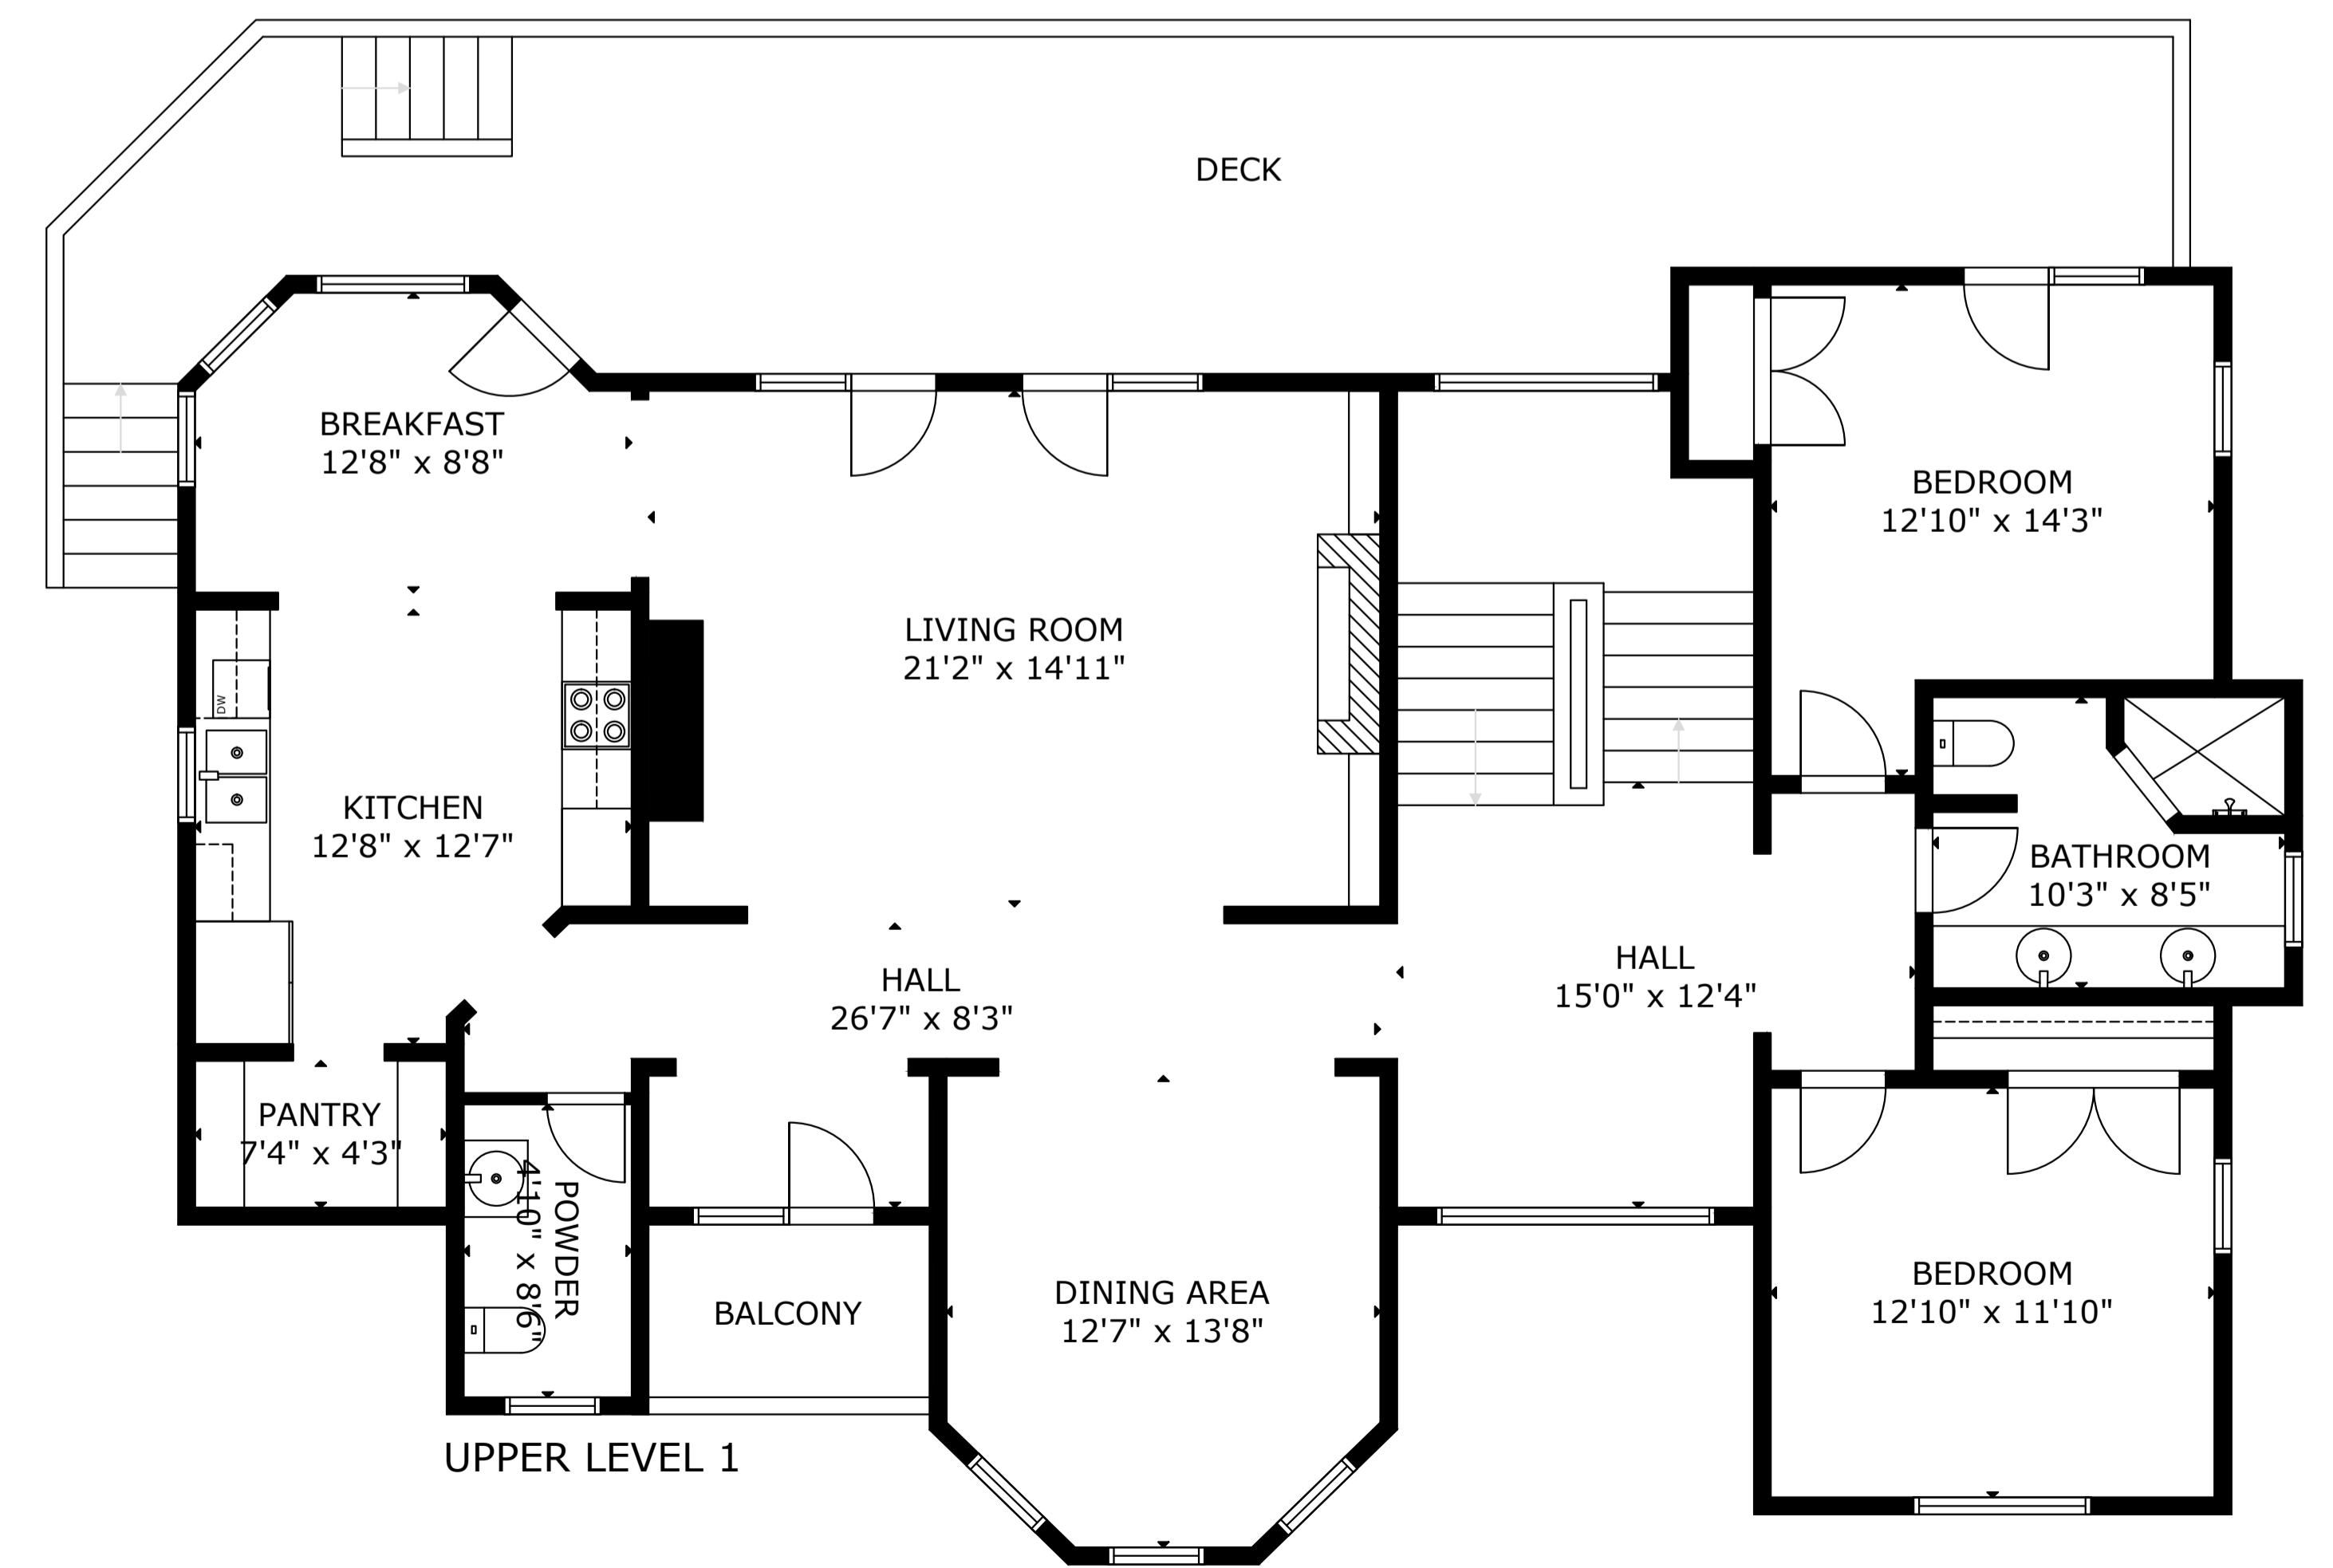 DECK
BREAKFAST
12'8" x 8'8"
BEDROOM
12'10" x 14'3"
LIVING ROOM
21'2" x 14'11"
DW
KITCHEN
12'8" x 12'7"
BATHROOM
10'3" x 8'5"
HALL
26'7" x 8'3"
HALL
15'0" x 12'4"
PANTRY
7'4" x 4'3"
POWDER
4'10" x 8'6"
BALCONY
DINING AREA
12'7" x 13'8"
BEDROOM
12'10" x 11'10"
UPPER LEVEL 1